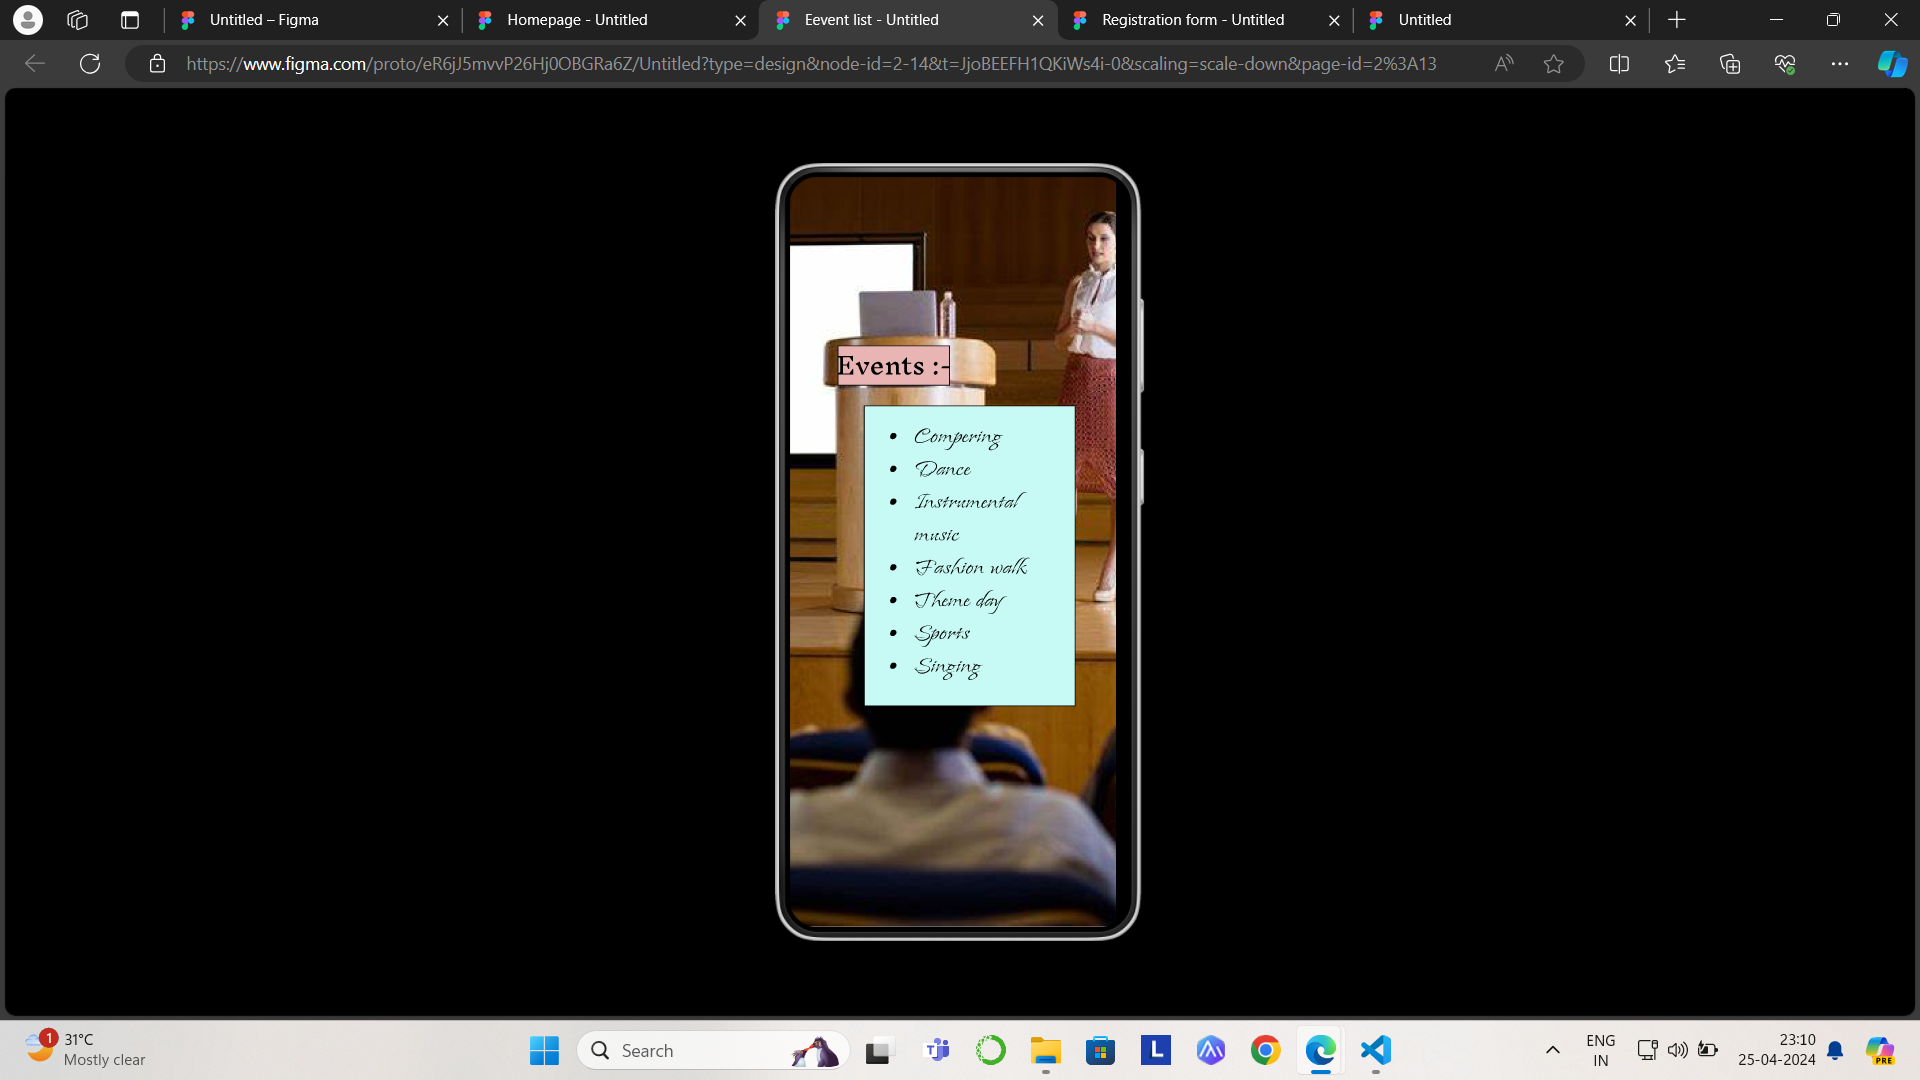 Untitled – Figma
Homepage - Untitled
Eevent list - Untitled
Registration form - Untitled
Untitled
https://www.figma.com/proto/eR6jJ5mvvP26Hj0OBGRa6Z/Untitled?type=design&node-id=2-14&t=JjoBEEFH1QKiWs4i-0&scaling=scale-down&page-id=2%3A13
Events :-
• Compering
• Dance
• Instrumental
music
• Fashion walk
• Theme day
• Sports
• Singing
1
31°C
Mostly clear
Search
L
PRE
ENG
IN
23:10
25-04-2024